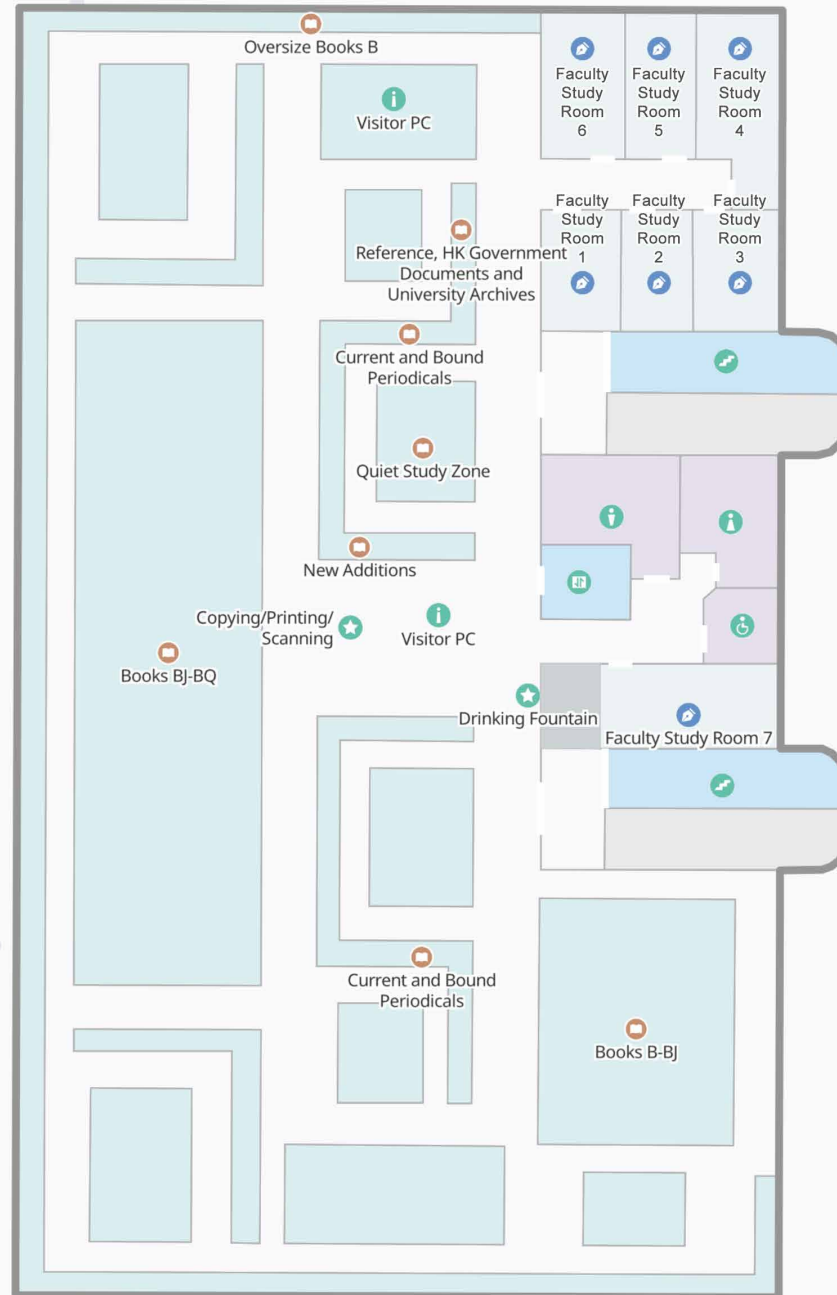 Oversize Books B
Visitor PC
Faculty
Study
Room
6
Faculty
Study
Room
5
Faculty
Study
Room
4
Faculty
Study
Room
1
Faculty
Study
Room
2
Faculty
Study
Room
3
Reference, HK Government
Documents and
University Archives
Current and Bound
Periodicals
Quiet Study Zone
New Additions
Copying/Printing/
Scanning
Visitor PC
Books BJ-BQ
Drinking Fountain
Faculty Study Room 7
Current and Bound
Periodicals
Books B-BJ